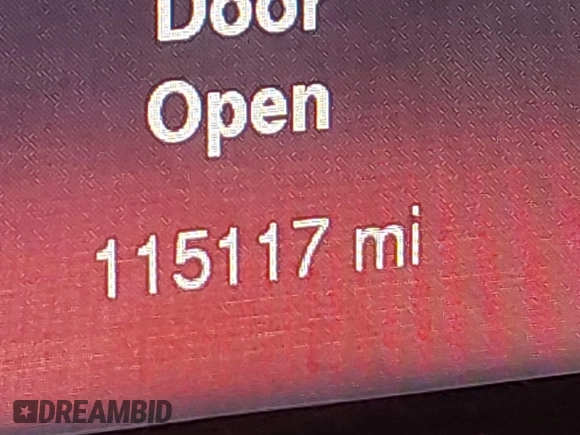 Door
Open
115117 mi
DREAMBID